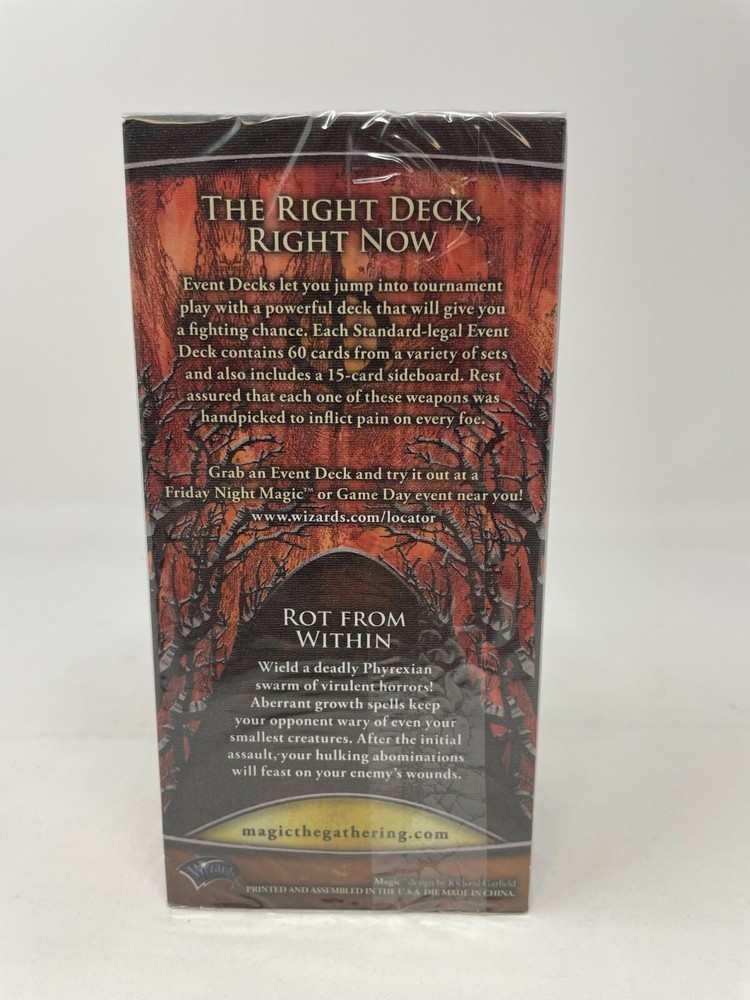 THE RIGHT DECK,
RIGHT NOW
Event Decks let you jump into tournament
play with a powerful deck that will give you
a fighting chance. Each Standard-legal Event
Deck contains 60 cards from a variety of sets
and also includes a 15-card sideboard. Rest
assured that each one of these weapons was
handpicked to inflict pain on every foe.
Grab an Event Deck and try it out at a
Friday Night Magic™ or Game Day event near you!
www.wizards.com/locator
ROT FROM
WITHIN
Wield a deadly Phyrexian
swarm of virulent horrors!
Aberrant growth spells keep
your opponent wary of even your
smallest creatures. After the initial
assault, your hulking abominations
will feast on your enemy's wounds.
magicthegathering.com
Wizards
Magic™ design by Richard Garfield
PRINTED AND ASSEMBLED IN THE U.S.A. DIE MADE IN CHINA.